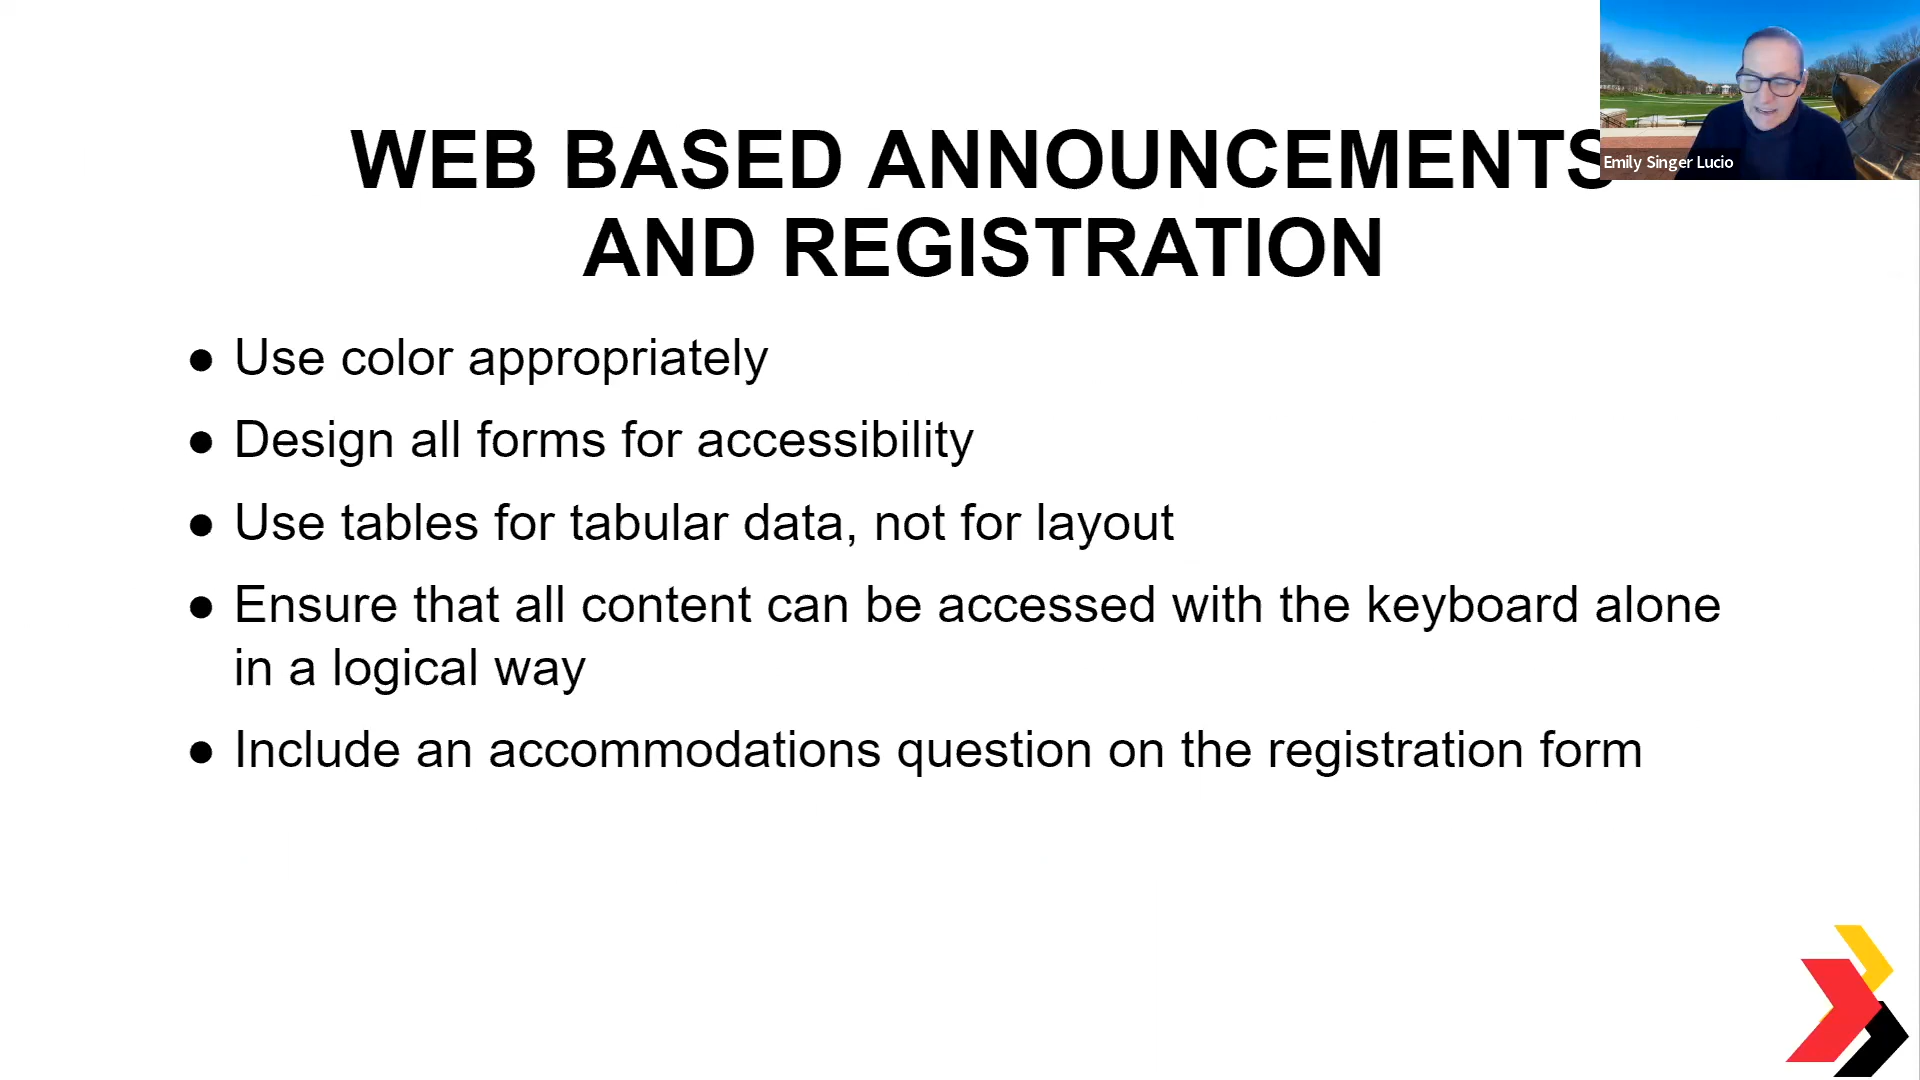 WEB BASED ANNOUNCEMENTS
AND REGISTRATION
Emily Singer Lucio
● Use color appropriately
● Design all forms for accessibility
● Use tables for tabular data, not for layout
● Ensure that all content can be accessed with the keyboard alone
in a logical way
● Include an accommodations question on the registration form